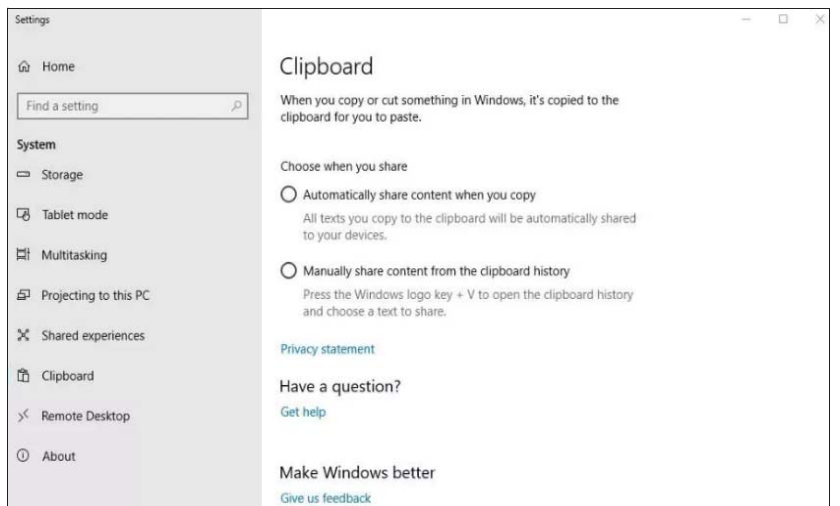 Settings
Home
Find a setting
System
Storage
Tablet mode
Multitasking
Projecting to this PC
Shared experiences
Clipboard
Remote Desktop
About
Clipboard
When you copy or cut something in Windows, it's copied to the
clipboard for you to paste.
Choose when you share
Automatically share content when you copy
All texts you copy to the clipboard will be automatically shared
to your devices.
Manually share content from the clipboard history
Press the Windows logo key + V to open the clipboard history
and choose a text to share.
Privacy statement
Have a question?
Get help
Make Windows better
Give us feedback